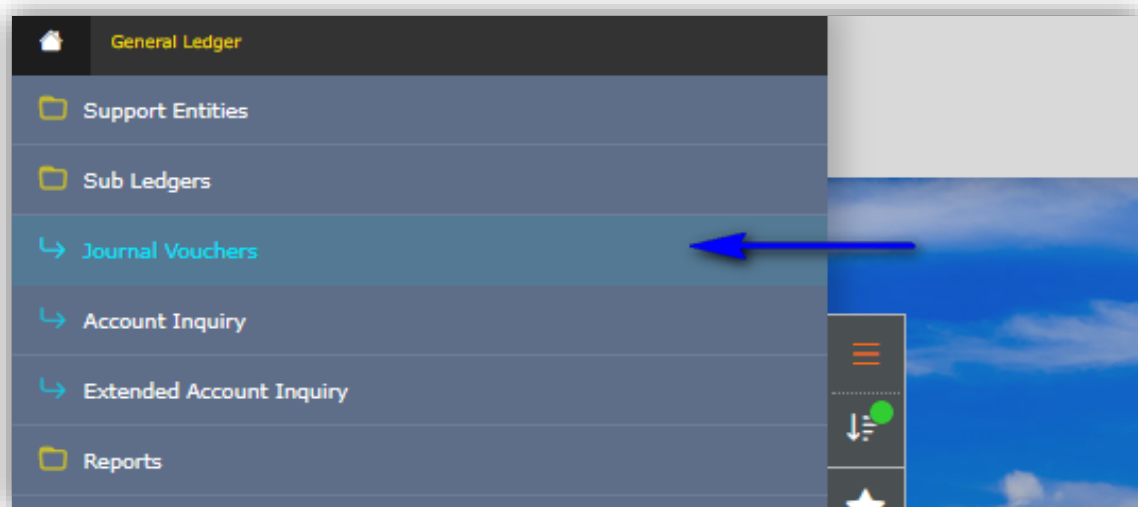 General Ledger
Support Entities
Sub Ledgers
Journal Vouchers
Account Inquiry
Extended Account Inquiry
Reports